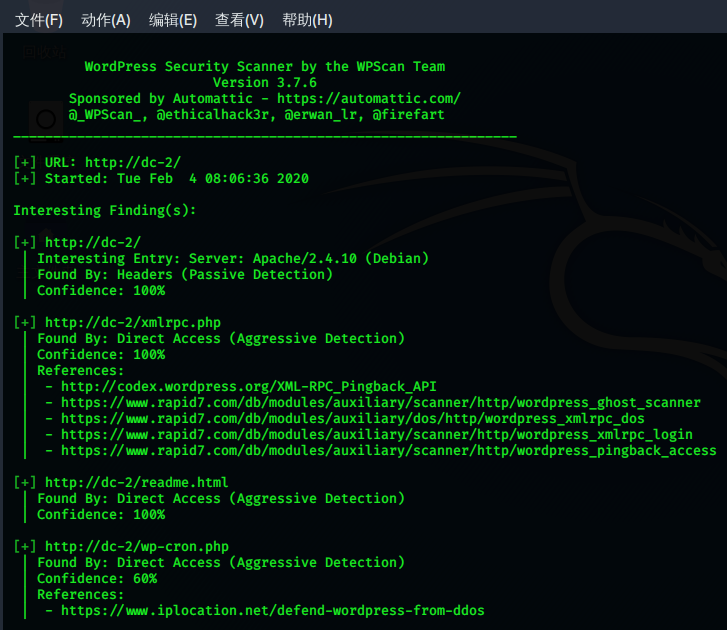 文件(F) 动作(A) 编辑(E) 查看(V) 帮助(H)
WordPress Security Scanner by the WPScan Team
Version 3.7.6
Sponsored by Automattic - https://automattic.com/
@_WPScan_, @ethicalhack3r, @erwan_lr, @firefart
_______________________________________________________________
[+] URL: http://dc-2/
[+] Started: Tue Feb  4 08:06:36 2020
Interesting Finding(s):
[+] http://dc-2/
| Interesting Entry: Server: Apache/2.4.10 (Debian)
| Found By: Headers (Passive Detection)
| Confidence: 100%
[+] http://dc-2/xmlrpc.php
| Found By: Direct Access (Aggressive Detection)
| Confidence: 100%
| References:
|  - http://codex.wordpress.org/XML-RPC_Pingback_API
|  - https://www.rapid7.com/db/modules/auxiliary/scanner/http/wordpress_ghost_scanner
|  - https://www.rapid7.com/db/modules/auxiliary/dos/http/wordpress_xmlrpc_dos
|  - https://www.rapid7.com/db/modules/auxiliary/scanner/http/wordpress_xmlrpc_login
|  - https://www.rapid7.com/db/modules/auxiliary/scanner/http/wordpress_pingback_access
[+] http://dc-2/readme.html
| Found By: Direct Access (Aggressive Detection)
| Confidence: 100%
[+] http://dc-2/wp-cron.php
| Found By: Direct Access (Aggressive Detection)
| Confidence: 60%
| References:
|  - https://www.iplocation.net/defend-wordpress-from-ddos